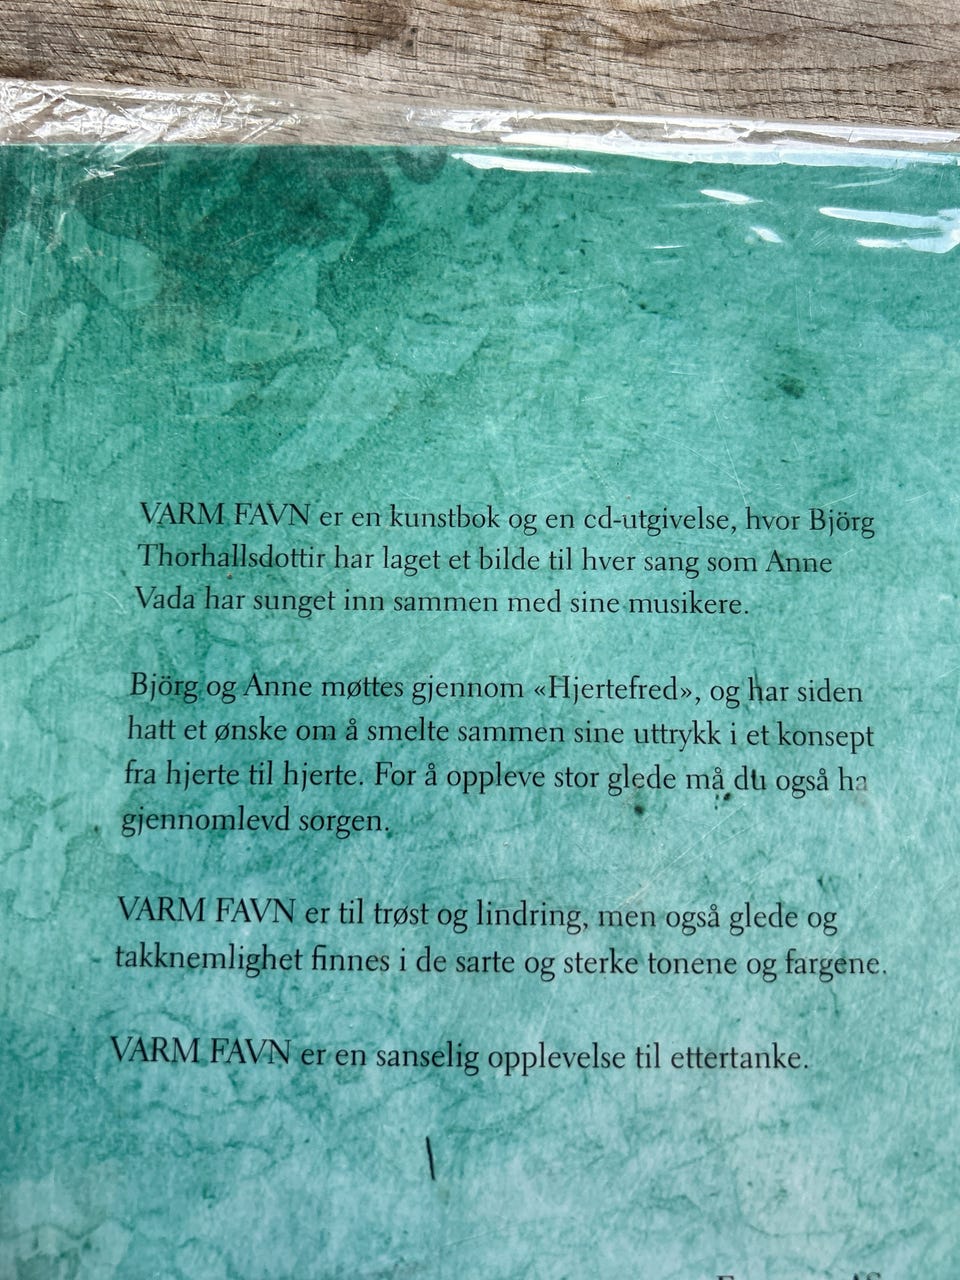 VARM FAVN er en kunstbok og en cd-utgivelse, hvor Björg
Thorhallsdottir har laget et bilde til hver sang som Anne
Vada har sunget inn sammen med sine musikere.
Björg og Anne møttes gjennom «Hjertefred», og har siden
hatt et ønske om å smelte sammen sine uttrykk i et konsept
fra hjerte til hjerte. For å oppleve stor glede må du også ha
gjennomlevd sorgen.
VARM FAVN er til trøst og lindring, men også glede og
takknemlighet finnes i de sarte og sterke tonene og fargene.
VARM FAVN er en sanselig opplevelse til ettertanke.